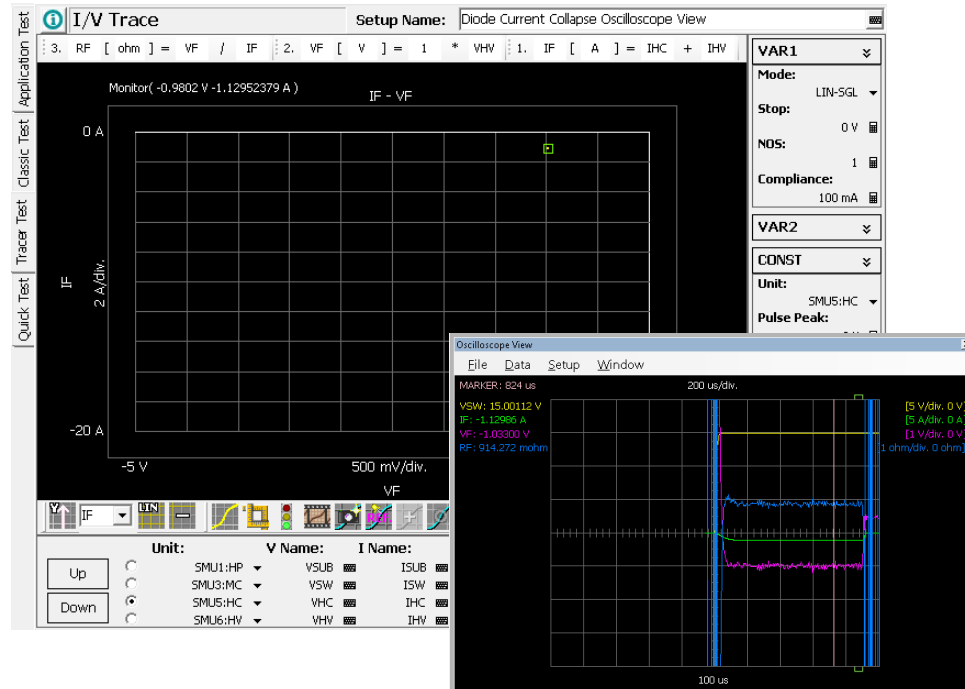 Application Test
Classic Test
Tracer Test
Quick Test
I/V Trace
Setup Name: Diode Current Collapse Oscilloscope View
3. RF [ ohm ] = VF / IF 2. VF [ V ] = 1 * VHV 1. IF [ A ] = IHC + IHV
Monitor( -0.9802 V -1.12952379 A )
IF - VF
0 A
IF
2 A/div.
-20 A
-5 V
500 mV/div.
VF
VAR1
Mode:
LIN-SGL
Stop:
0 V
NOS:
1
Compliance:
100 mA
VAR2
CONST
Unit:
SMU5:HC
Pulse Peak:
Y
IF
LIN
Unit: V Name: I Name:
Up
Down
SMU1:HP VSUB ISUB
SMU3:MC VSW ISW
SMU5:HC VHC IHC
SMU6:HV VHV IHV
Oscilloscope View
File Data Setup Window
MARKER: 824 us
200 us/div.
VSW: 15.00112 V
IF: -1.12986 A
VF: -1.03300 V
RF: 914.272 mohm
[5 V/div. 0 V]
[5 A/div. 0 A]
[1 V/div. 0 V]
1 ohm/div. 0 ohm]
100 us